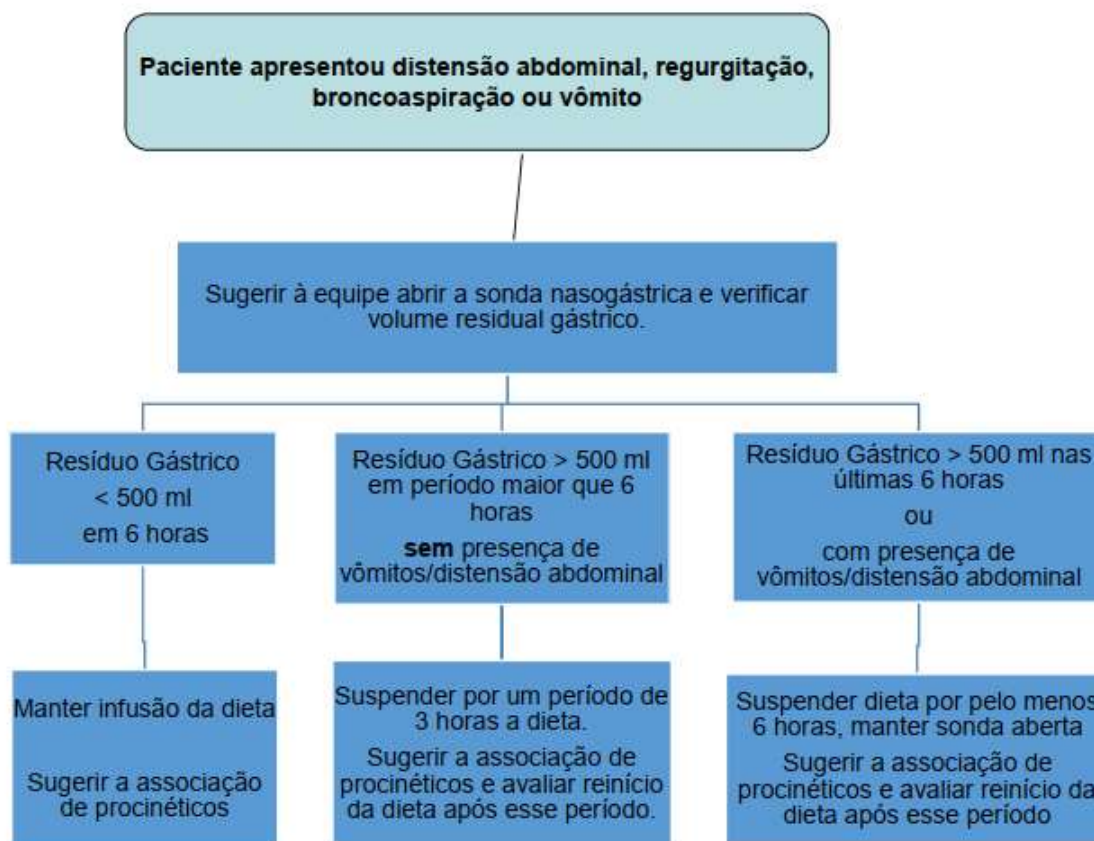 Paciente apresentou distensão abdominal, regurgitação,
broncoaspiração ou vômito
Sugerir à equipe abrir a sonda nasogástrica e verificar
volume residual gástrico.
Resíduo Gástrico
< 500 ml
em 6 horas
Resíduo Gástrico > 500 ml
em período maior que 6
horas
sem presença de
vômitos/distensão abdominal
Resíduo Gástrico > 500 ml nas
últimas 6 horas
ou
com presença de
vômitos/distensão abdominal
Manter infusão da dieta
Sugerir a associação
de procinéticos
Suspender por um período de
3 horas a dieta.
Sugerir a associação de
procinéticos e avaliar reinício
da dieta após esse período.
Suspender dieta por pelo menos
6 horas, manter sonda aberta
Sugerir a associação de
procinéticos e avaliar reinício da
dieta após esse período